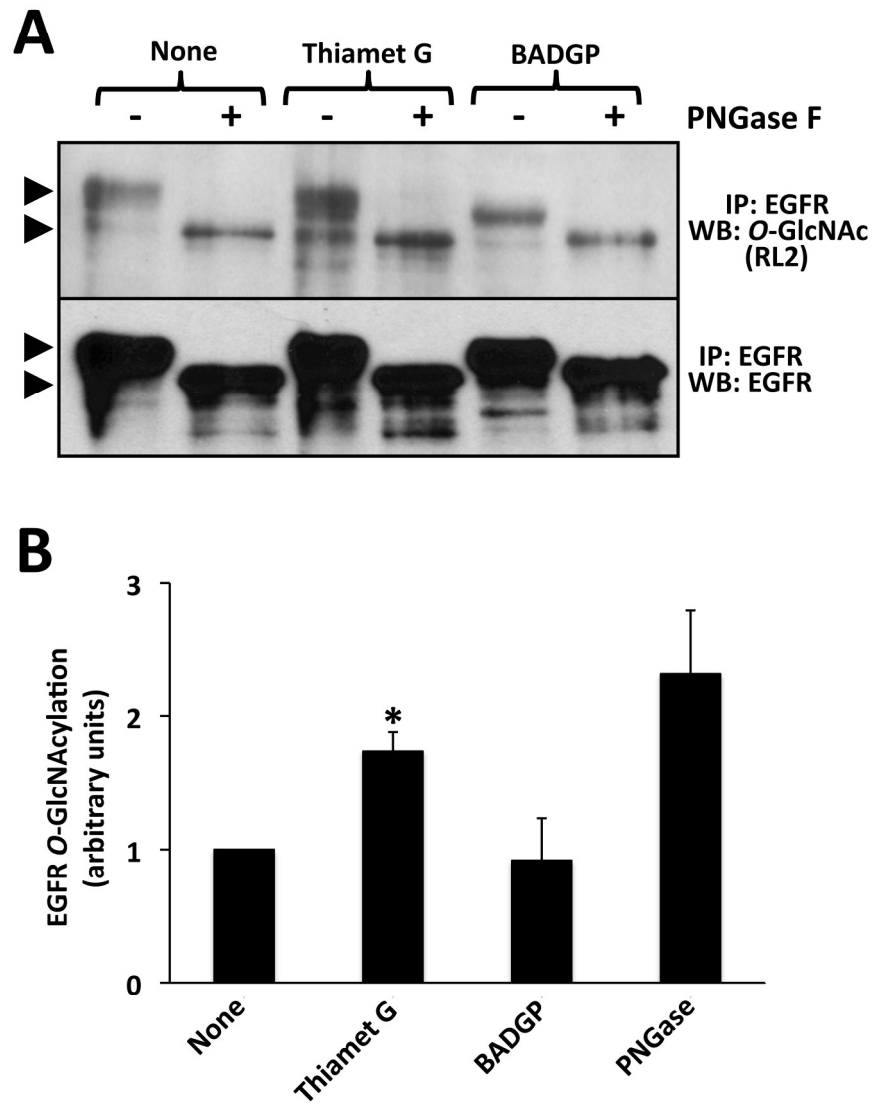 A
None Thiamet G BADGP
- + - + - + PNGase F
IP: EGFR
WB: O-GlcNAc
(RL2)
IP: EGFR
WB: EGFR
B
EGFR O-GlcNAcylation
(arbitrary units)
3
2
1
0
*
None Thiamet G BADGP PNGase